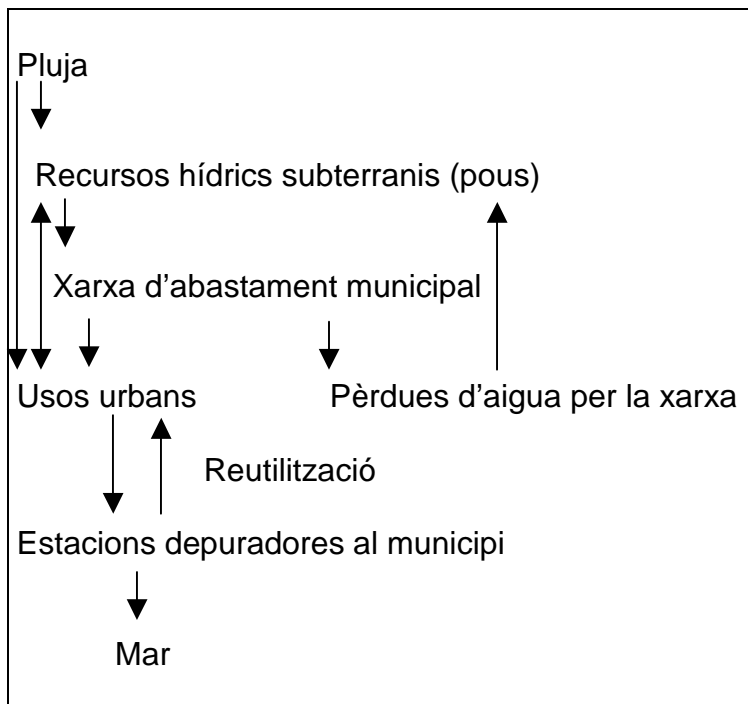 Pluja
Recursos hídrics subterranis (pous)
Xarxa d'abastament municipal
Usos urbans
Pèrdues d'aigua per la xarxa
Reutilització
Estacions depuradores al municipi
Mar